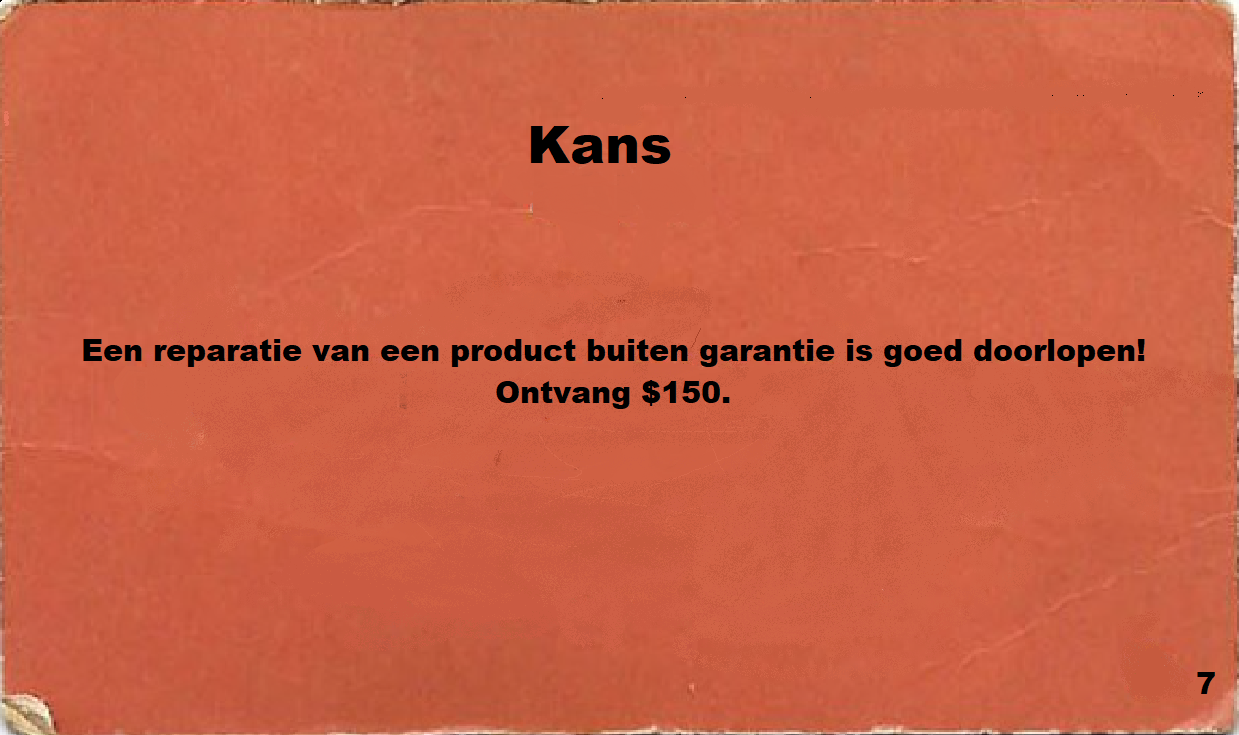 Kans
Een reparatie van een product buiten garantie is goed doorlopen!
Ontvang $150.
7